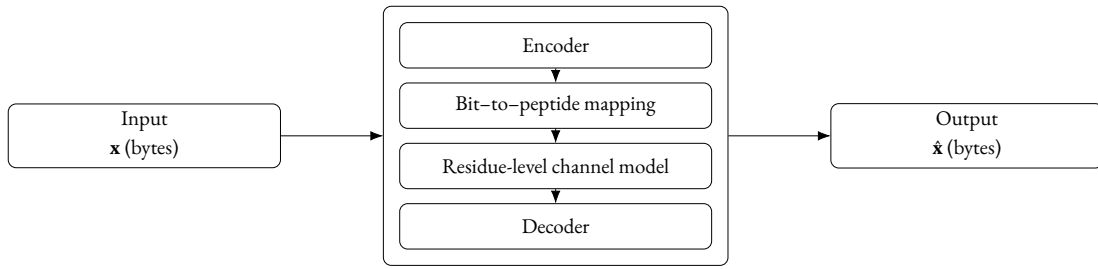 Input
x (bytes)
Encoder
Bit–to–peptide mapping
Residue-level channel model
Decoder
Output
x̂ (bytes)